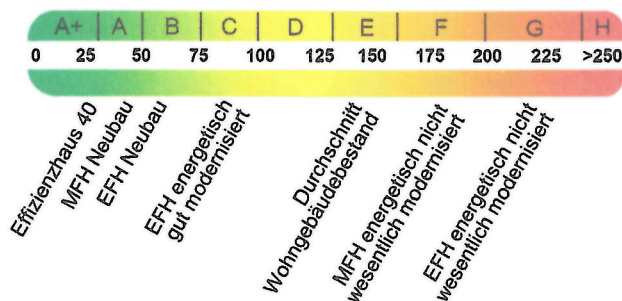 A+ A B C D E F G H
0 25 50 75 100 125 150 175 200 225 >250
Effizienzhaus 40
MFH Neubau
EFH Neubau
EFH energetisch
gut modernisiert
Durchschnitt
Wohngebäudebestand
MFH energetisch nicht
wesentlich modernisiert
EFH energetisch nicht
wesentlich modernisiert